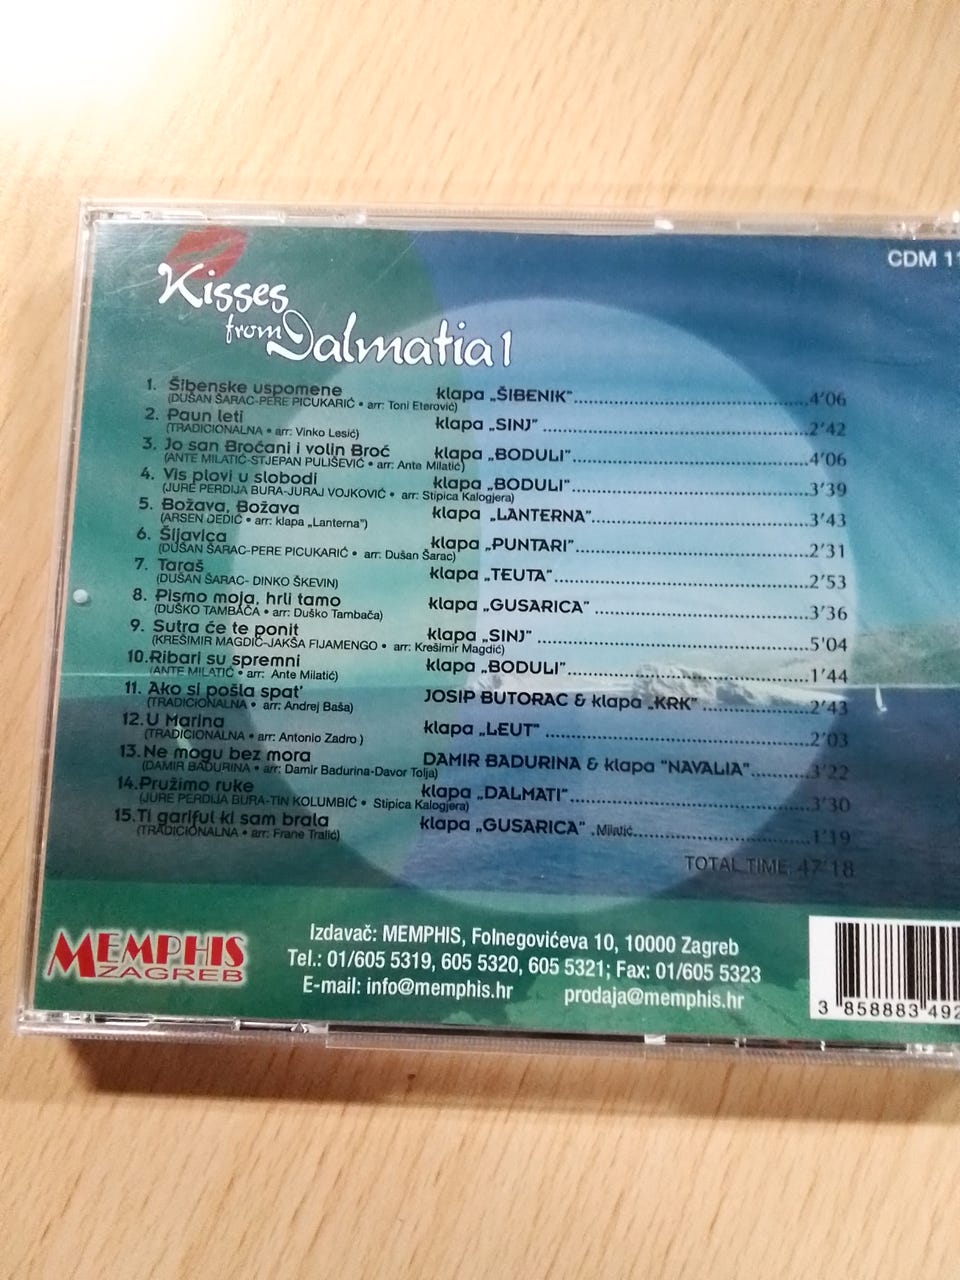 Kisses
from Dalmatia 1
CDM 11
1. Šibenske uspomene klapa „ŠIBENIK"...4'06
(DUŠAN ŠARAC-PERE PICUKARIĆ • arr: Toni Eterović)
2. Paun leti klapa „SINJ" ...2'42
(TRADICIONALNA • arr: Vinko Lesić)
3. Jo san Broćani i volin Broč klapa „BODULI"...4'06
(ANTE MILATIĆ-STJEPAN PULIŠEVIĆ • arr: Ante Milatić)
4. Vis plovi u slobodi klapa „BODULI"...3'39
(JURE PERDIJA BURA-JURAJ VOJKOVIĆ • arr: Stipica Kalogjera)
5. Božava, Božava klapa „LANTERNA"...3'43
(ARSEN DEDIĆ • arr: klapa „Lanterna")
6. Šijavica klapa „PUNTARI"...2'31
(DUŠAN ŠARAC-PERE PICUKARIĆ • arr: Dušan Šarac)
7. Taraš klapa „TEUTA"...2'53
(DUŠAN ŠARAC- DINKO ŠKEVIN)
8. Pismo moja, hrli tamo klapa „GUSARICA" ...3'36
(DUŠKO TAMBAČA • arr: Duško Tambača)
9. Sutra će te ponit klapa „SINJ" ...5'04
(KREŠIMIR MAGDIĆ-JAKŠA FIJAMENGO • arr: Krešimir Magdić)
10. Ribari su spremni klapa „BODULI"...1'44
(ANTE MILATIĆ • arr: Ante Milatić)
11. Ako si pošla spat' JOSIP BUTORAC & klapa „KRK" ...2'43
(TRADICIONALNA • arr: Andrej Baša)
12. U Marina klapa „LEUT" ...2'03
(TRADICIONALNA • arr: Antonio Zadro )
13. Ne mogu bez mora DAMIR BADURINA & klapa "NAVALIA"...3'22
(DAMIR BADURINA • arr: Damir Badurina-Davor Tolja)
14. Pružimo ruke klapa „DALMATI"...3'30
(JURE PERDIJA BURA-TIN KOLUMBIĆ • Stipica Kalogjera)
15. Ti gariful ki sam brala klapa „GUSARICA" .Milatić...1'19
(TRADICIONALNA • arr: Frane Tralić)
TOTAL TIME: 47'18
MEMPHIS
ZAGREB
Izdavač: MEMPHIS, Folnegovićeva 10, 10000 Zagreb
Tel.: 01/605 5319, 605 5320, 605 5321; Fax: 01/605 5323
E-mail: info@memphis.hr prodaja@memphis.hr
3 858883 492